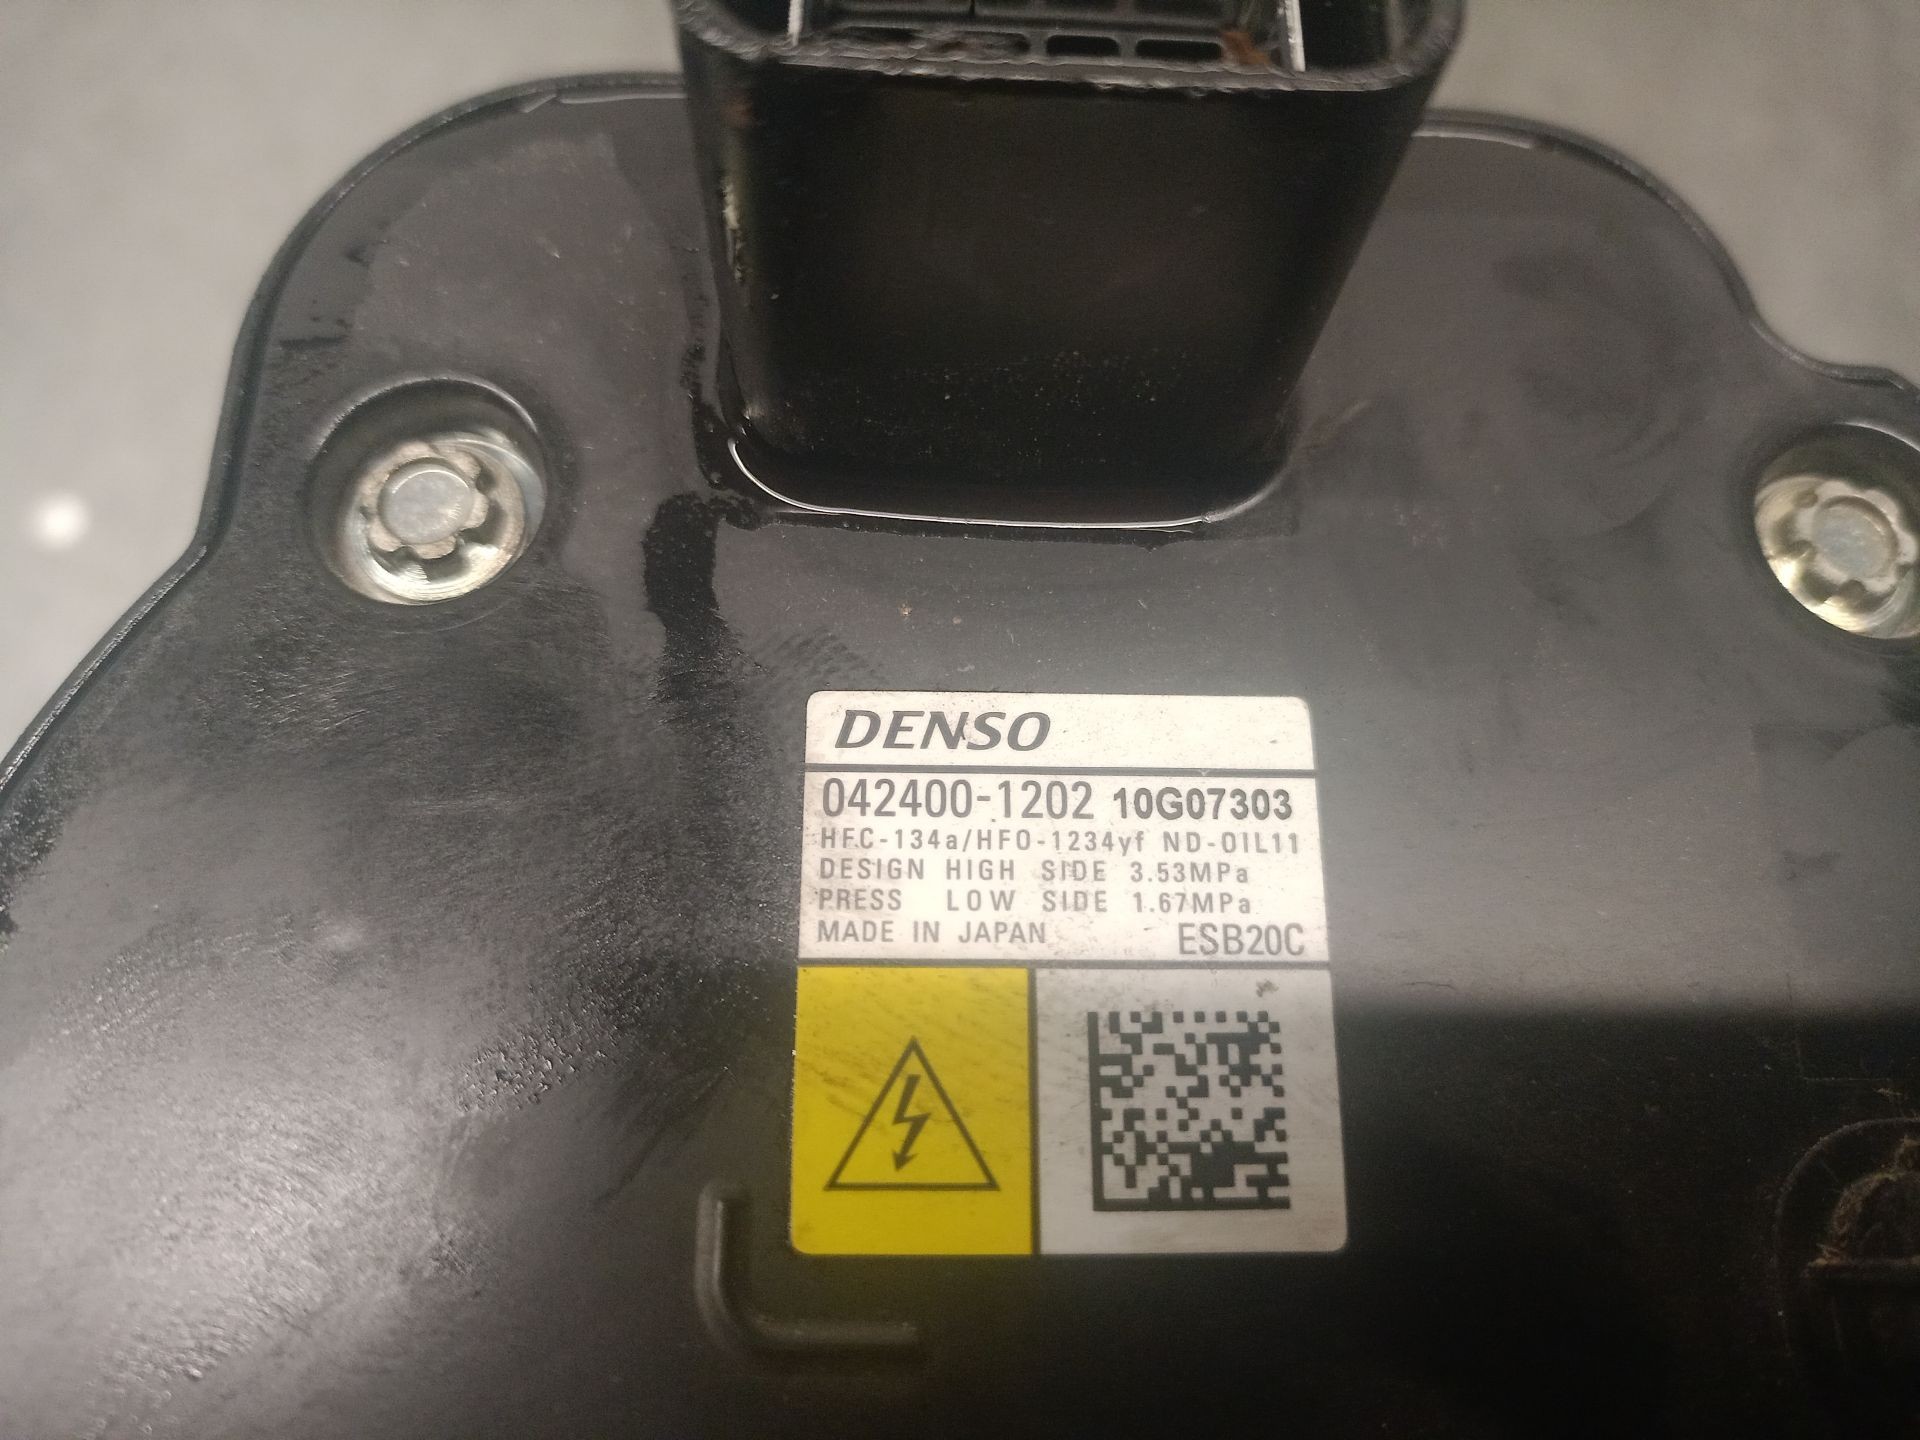 DENSO
042400-1202 10G07303
HFC-134a/HFO-1234yf ND-OIL11
DESIGN HIGH SIDE 3.53MPa
PRESS LOW SIDE 1.67MPa
MADE IN JAPAN ESB20C